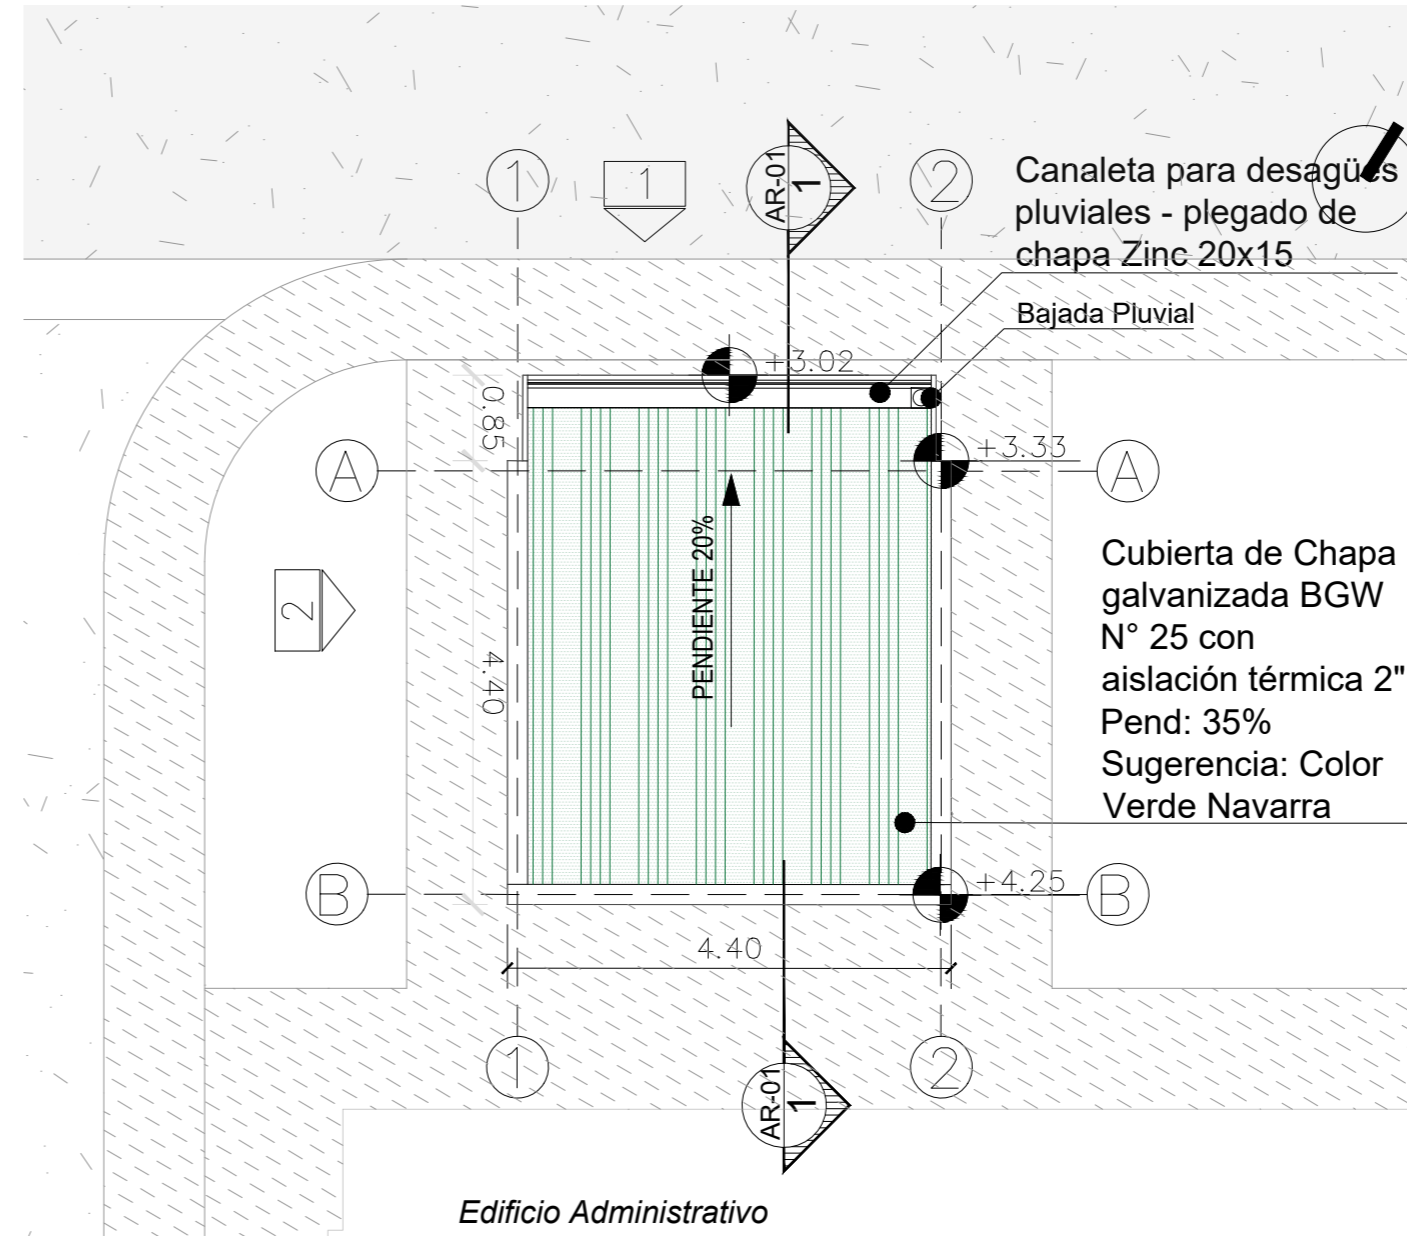 1
1
AR-01
1
2
Canaleta para desagües
pluviales - plegado de
chapa Zinc 20x15
Bajada Pluvial
+3.02
0.85
+3.33
A
A
PENDIENTE 20%
2
4.40
Cubierta de Chapa
galvanizada BGW
N° 25 con
aislación térmica 2"
Pend: 35%
Sugerencia: Color
Verde Navarra
B
+4.25
B
4.40
1
AR-01
1
2
Edificio Administrativo